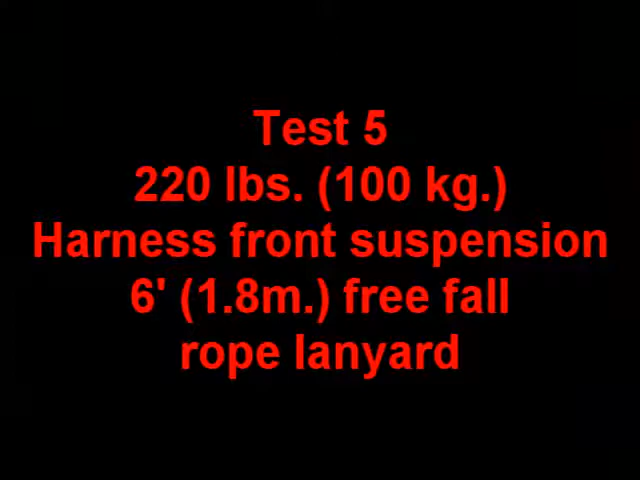 Test 5
220 lbs. (100 kg.)
Harness front suspension
6' (1.8m.) free fall
rope lanyard